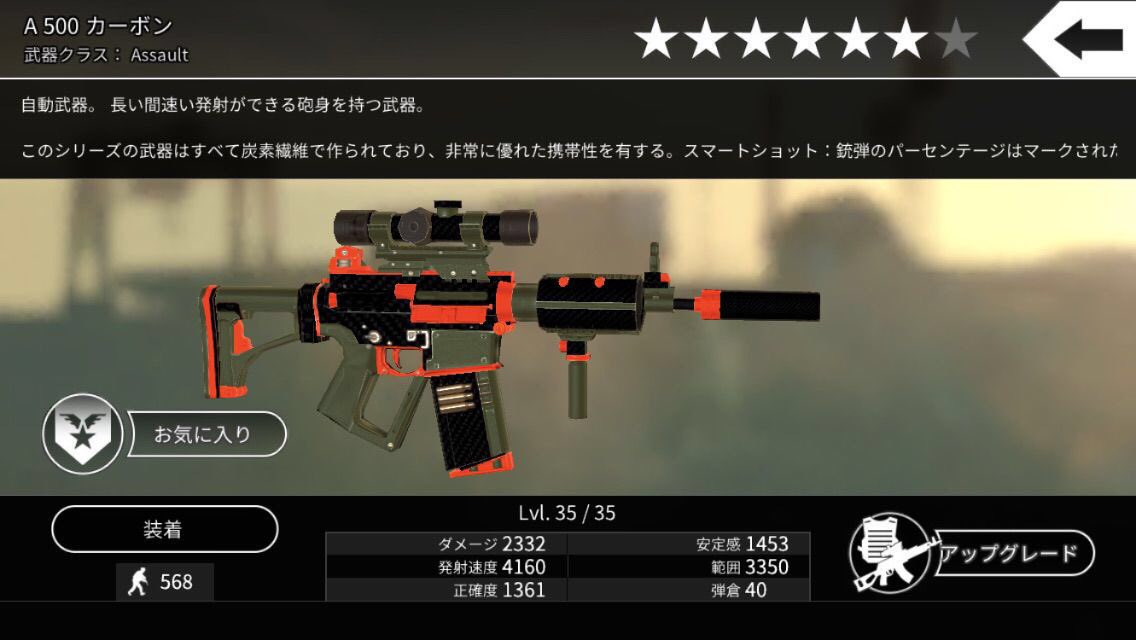 A 500 カーボン
武器クラス： Assault
自動武器。 長い間速い発射ができる砲身を持つ武器。
このシリーズの武器はすべて炭素繊維で作られており、非常に優れた携帯性を有する。スマートショット：銃弾のパーセンテージはマークされた
お気に入り
装着
568
Lvl. 35 / 35
ダメージ 2332
安定感 1453
発射速度 4160
範囲 3350
正確度 1361
弾倉 40
アップグレード